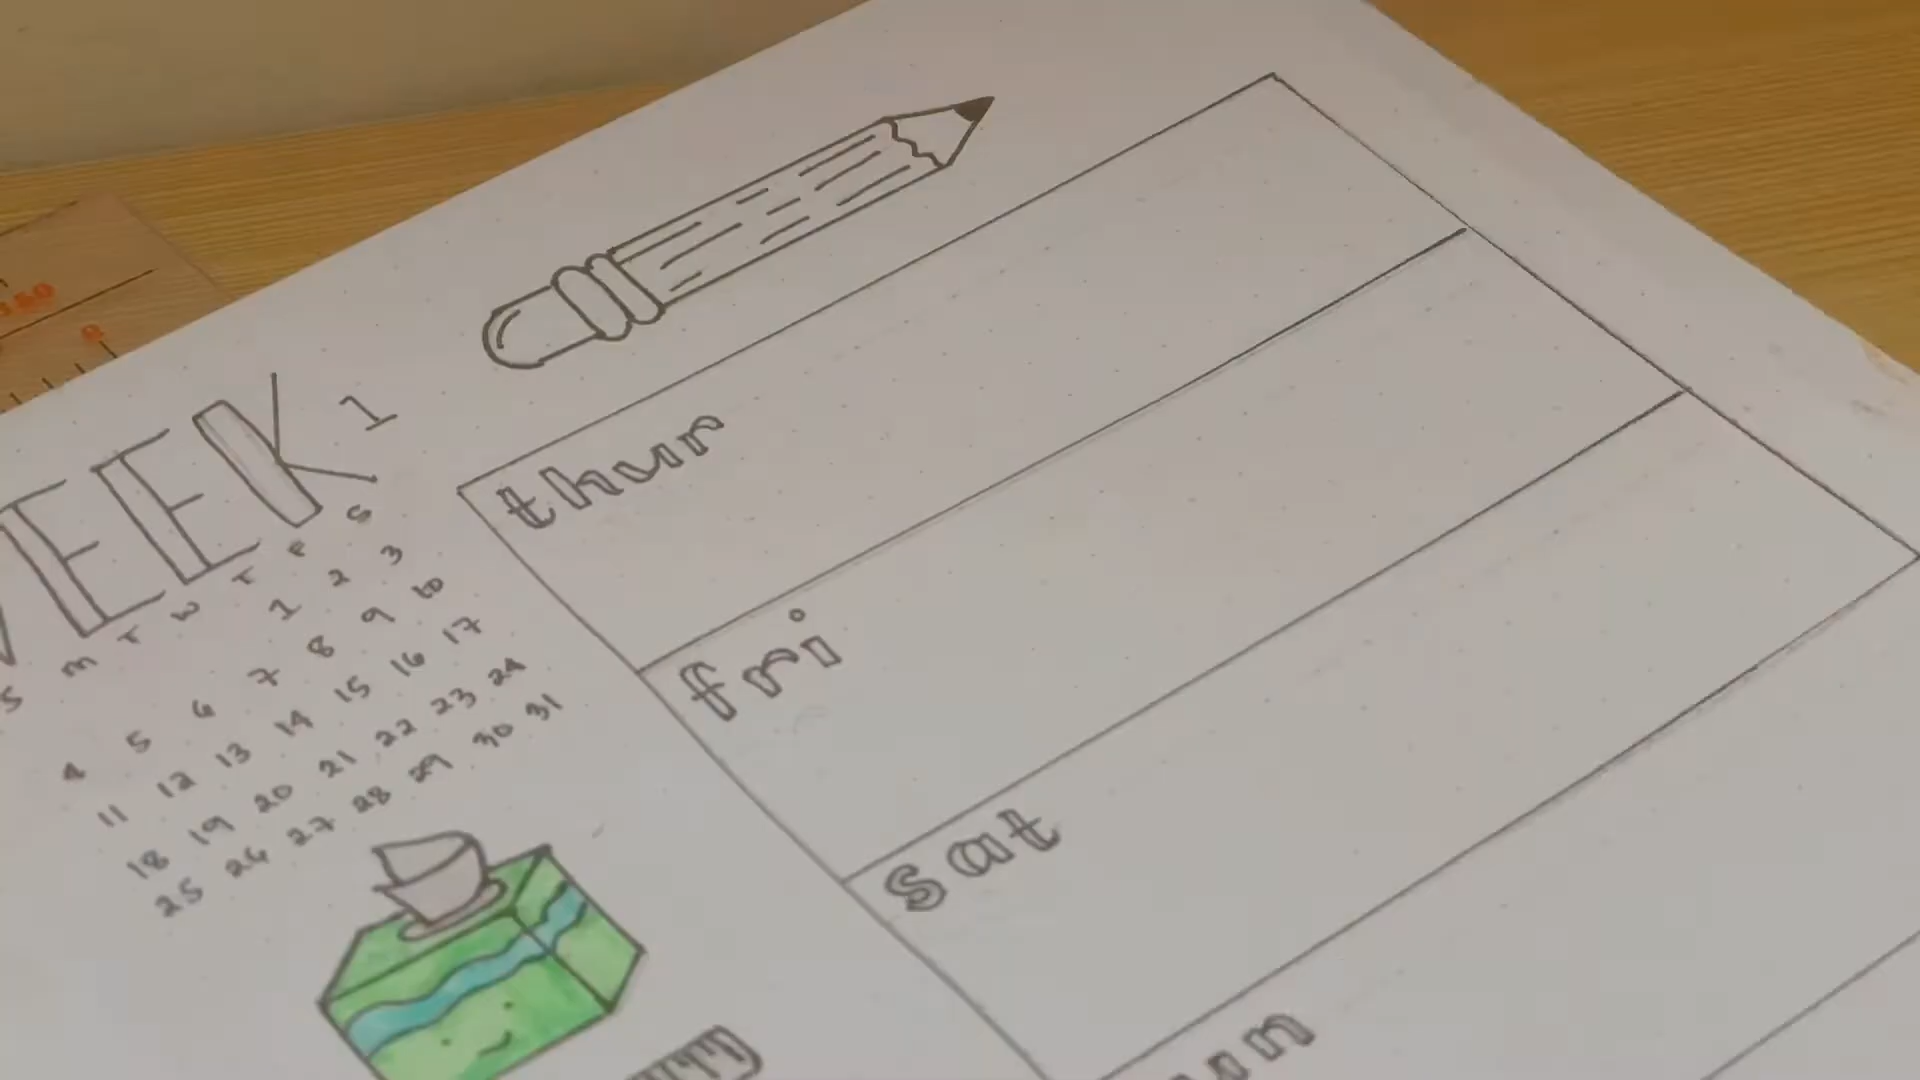 WEEK 1
S M T W T F S
1 2 3
4 5 6 7 8 9 10
11 12 13 14 15 16 17
18 19 20 21 22 23 24
25 26 27 28 29 30 31
thur
fri
sat